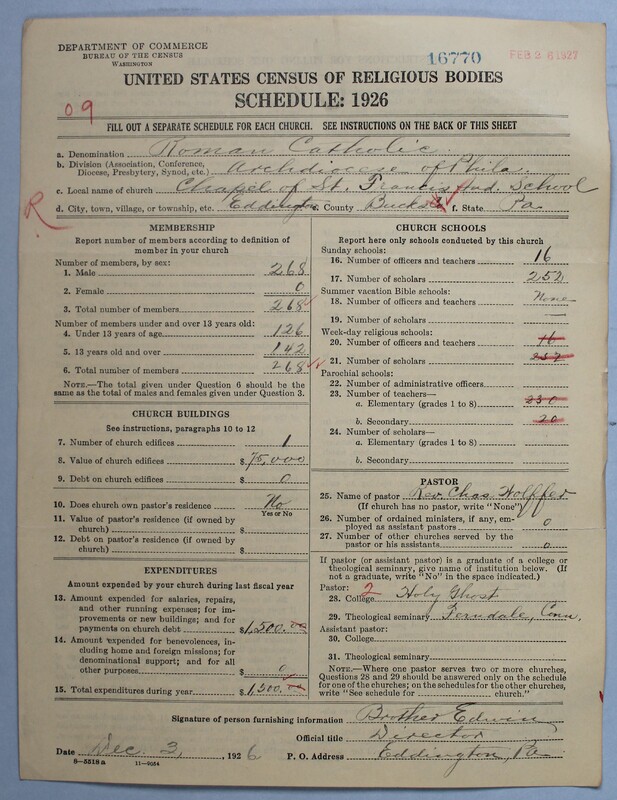 DEPARTMENT OF COMMERCE
BUREAU OF THE CENSUS
WASHINGTON
16770
FEB 26 1927
UNITED STATES CENSUS OF RELIGIOUS BODIES
SCHEDULE: 1926
09
FILL OUT A SEPARATE SCHEDULE FOR EACH CHURCH. SEE INSTRUCTIONS ON THE BACK OF THIS SHEET
a. Denomination Roman Catholic
b. Division (Association, Conference, Diocese, Presbytery, Synod, etc.) Archdiocese of Phila.
c. Local name of church Chapel of St. Francis Ind. School
R
d. City, town, village, or township, etc. Eddington e. County Bucks f. State Pa
MEMBERSHIP
Report number of members according to definition of
member in your church
Number of members, by sex:
1. Male 268
2. Female 0
3. Total number of members 268
Number of members under and over 13 years old:
4. Under 13 years of age 126
5. 13 years old and over 142
6. Total number of members 268
NOTE.—The total given under Question 6 should be
same as the total of males and females given under Question 3.
CHURCH BUILDINGS
See instructions, paragraphs 10 to 12
7. Number of church edifices 1
8. Value of church edifices $75,000
9. Debt on church edifices $ 0
10. Does church own pastor's residence No
Yes or No
11. Value of pastor's residence (if owned by
church) $
12. Debt on pastor's residence (if owned by
church) $
EXPENDITURES
Amount expended by your church during last fiscal year
13. Amount expended for salaries, repairs,
and other running expenses; for im-
provements or new buildings; and for
payments on church debt $1,500.00
14. Amount expended for benevolences, in-
cluding home and foreign missions; for
denominational support; and for all
other purposes $ 0
15. Total expenditures during year $1,500.00
CHURCH SCHOOLS
Report here only schools conducted by this church
Sunday schools:
16. Number of officers and teachers 16
17. Number of scholars 252
Summer vacation Bible schools:
18. Number of officers and teachers None
19. Number of scholars —
Week-day religious schools:
20. Number of officers and teachers 16
21. Number of scholars 252
Parochial schools:
22. Number of administrative officers
23. Number of teachers—
a. Elementary (grades 1 to 8) 230
b. Secondary 20
24. Number of scholars—
a. Elementary (grades 1 to 8)
b. Secondary
PASTOR
25. Name of pastor Rev. Chas. Wolffer
(If church has no pastor, write "None")
26. Number of ordained ministers, if any, em-
ployed as assistant pastors 0
27. Number of other churches served by the
pastor or his assistants 0
If pastor (or assistant pastor) is a graduate of a college or
theological seminary, give name of institution below. (If
not a graduate, write "No" in the space indicated.)
Pastor: 2
28. College Holy Ghost
29. Theological seminary Ferndale, Conn.
Assistant pastor:
30. College
31. Theological seminary
NOTE.—Where one pastor serves two or more churches,
Questions 28 and 29 should be answered only on the schedule
for one of the churches; on the schedules for the other churches,
write "See schedule for church."
Signature of person furnishing information Brother Edwin
Official title Director
Date Dec. 3, 1926 P. O. Address Eddington, Pa.
8—5518a 11—9054